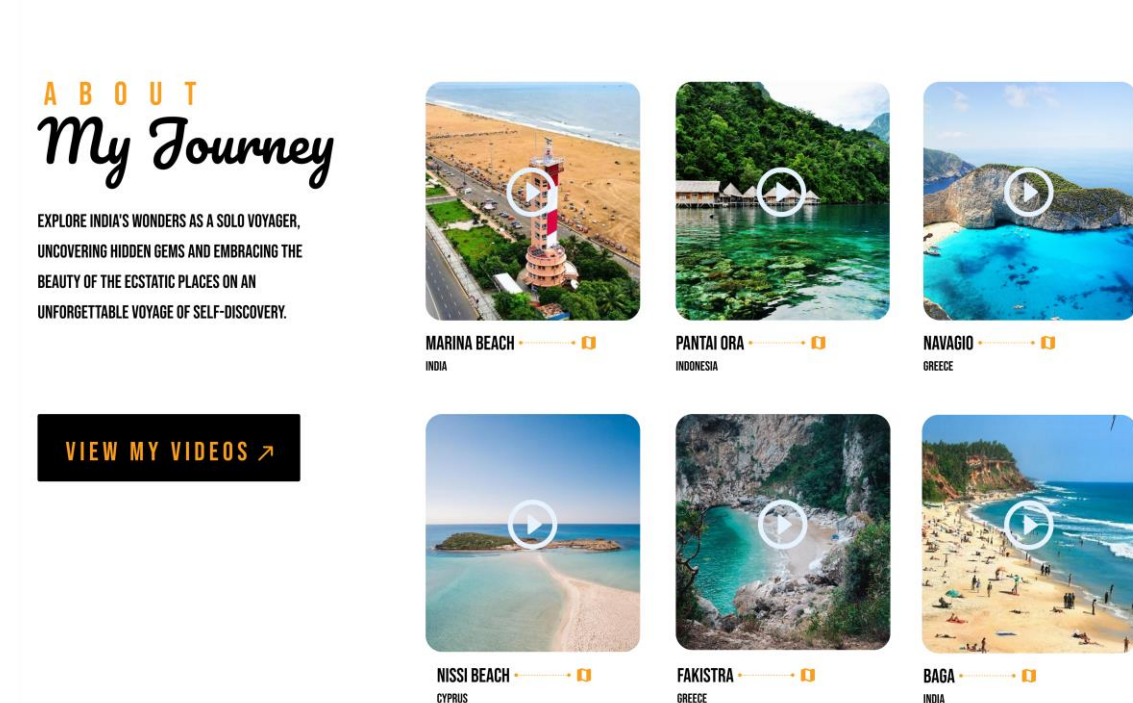 ABOUT
My Journey
EXPLORE INDIA'S WONDERS AS A SOLO VOYAGER,
UNCOVERING HIDDEN GEMS AND EMBRACING THE
BEAUTY OF THE ECSTATIC PLACES ON AN
UNFORGETTABLE VOYAGE OF SELF-DISCOVERY.
VIEW MY VIDEOS ↗
MARINA BEACH
INDIA
PANTAI ORA
INDONESIA
NAVAGIO
GREECE
NISSI BEACH
CYPRUS
FAKISTRA
GREECE
BAGA
INDIA